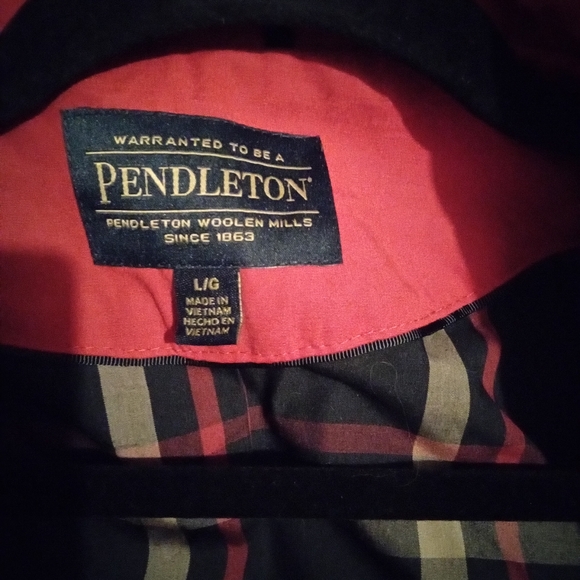 WARRANTED TO BE A
PENDLETON®
PENDLETON WOOLEN MILLS
SINCE 1863
L/G
MADE IN
VIETNAM
HECHO EN
VIETNAM